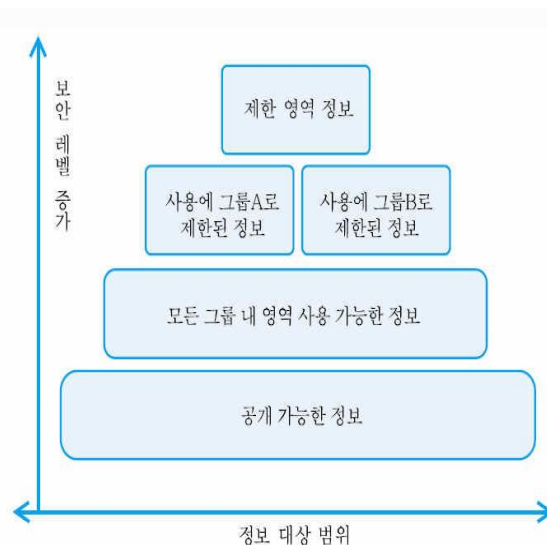 보안 레벨 증가
제한 영역 정보
사용에 그룹A로
제한된 정보
사용에 그룹B로
제한된 정보
모든 그룹 내 영역 사용 가능한 정보
공개 가능한 정보
정보 대상 범위